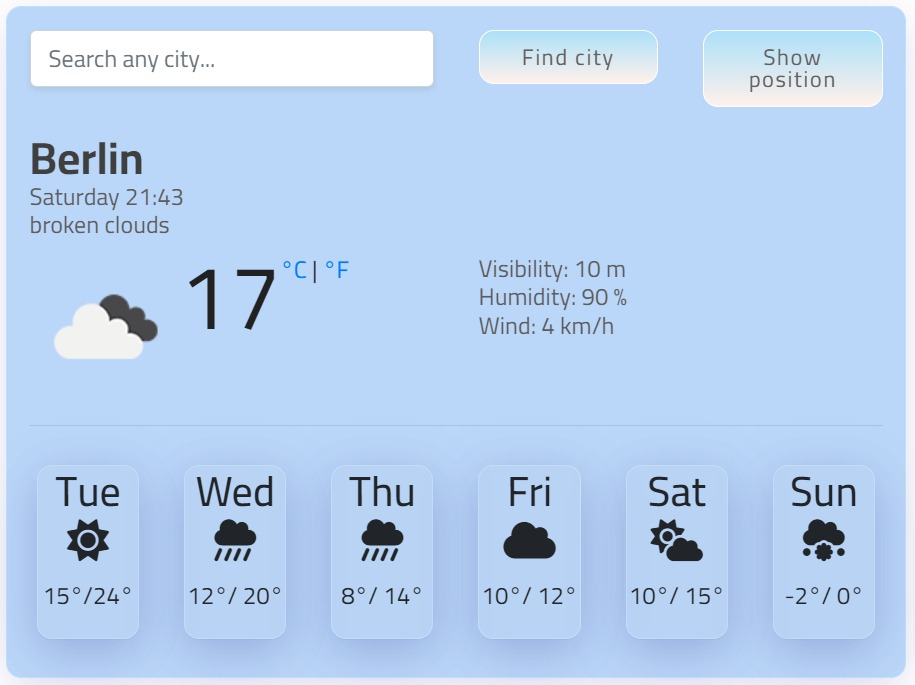 Search any city...
Find city
Show
position
Berlin
Saturday 21:43
broken clouds
17 °C | °F
Visibility: 10 m
Humidity: 90 %
Wind: 4 km/h
Tue Wed Thu Fri Sat Sun
15°/24° 12°/ 20° 8°/ 14° 10°/ 12° 10°/ 15° -2°/ 0°